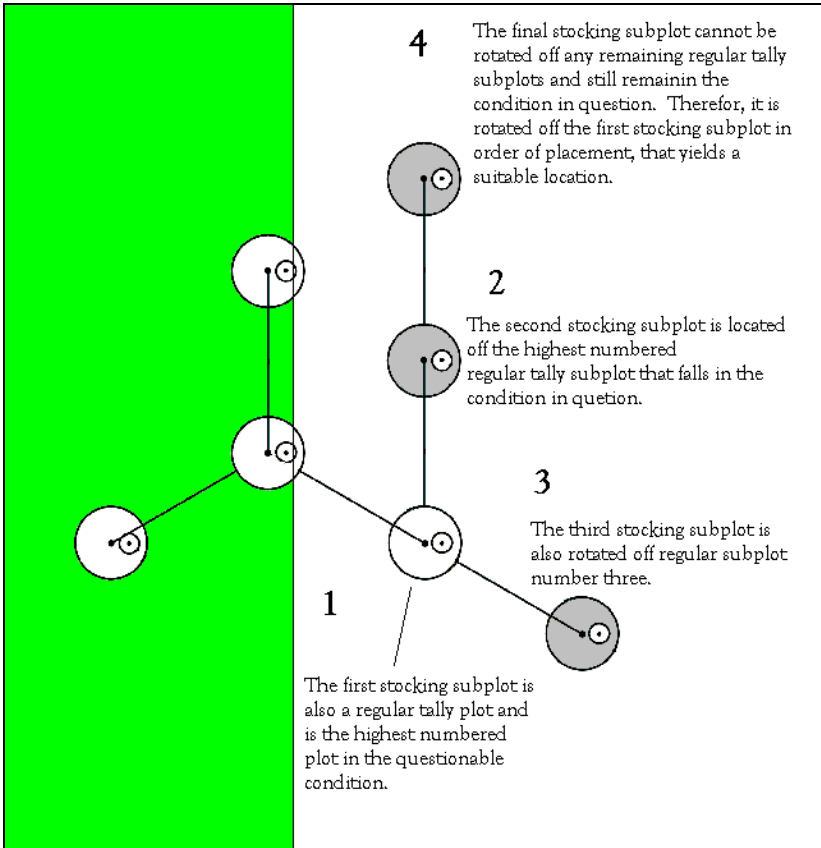 4
The final stocking subplot cannot be
rotated off any remaining regular tally
subplots and still remainin the
condition in question.  Therefor, it is
rotated off the first stocking subplot in
order of placement, that yields a
suitable location.
2
The second stocking subplot is located
off the highest numbered
regular tally subplot that falls in the
condition in quetion.
3
The third stocking subplot is
also rotated off regular subplot
number three.
1
The first stocking subplot is
also a regular tally plot and
is the highest numbered
plot in the questionable
condition.